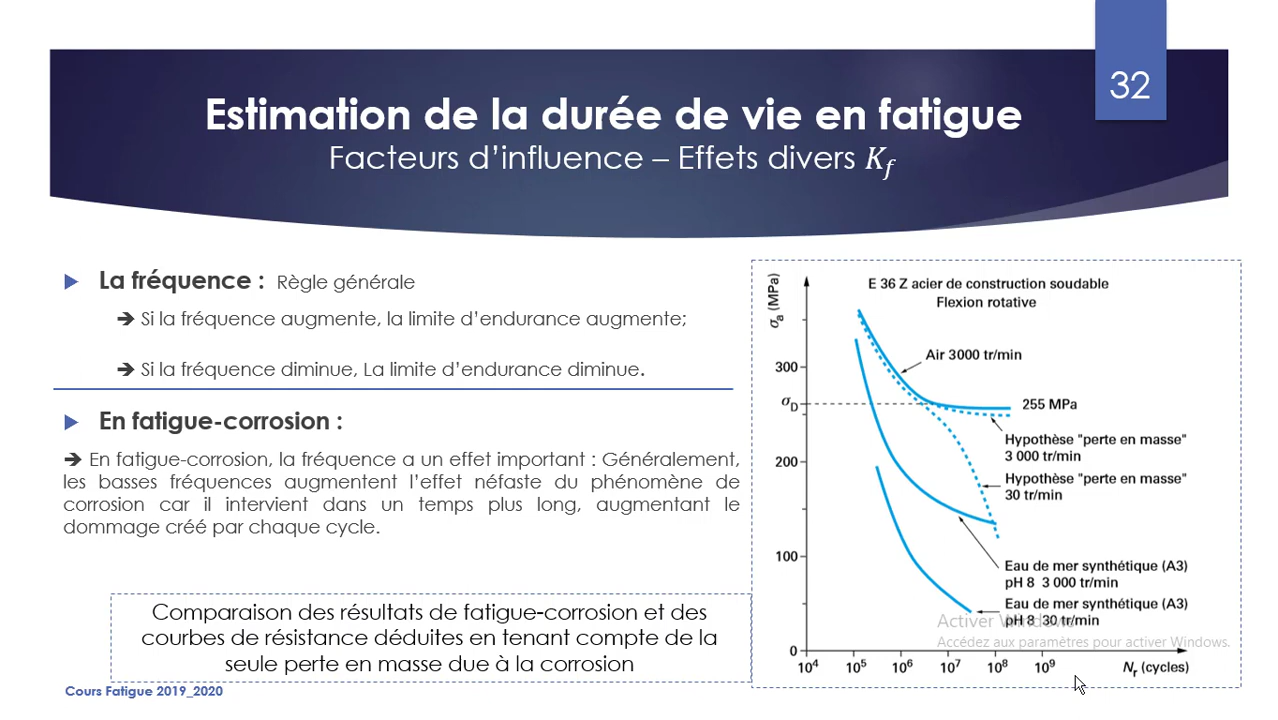 32
Estimation de la durée de vie en fatigue
Facteurs d'influence – Effets divers K_f
La fréquence : Règle générale
➔ Si la fréquence augmente, la limite d'endurance augmente;
➔ Si la fréquence diminue, La limite d'endurance diminue.
En fatigue-corrosion :
➔ En fatigue-corrosion, la fréquence a un effet important : Généralement,
les basses fréquences augmentent l'effet néfaste du phénomène de
corrosion car il intervient dans un temps plus long, augmentant le
dommage créé par chaque cycle.
Comparaison des résultats de fatigue-corrosion et des
courbes de résistance déduites en tenant compte de la
seule perte en masse due à la corrosion
Cours Fatigue 2019_2020
σa (MPa)
E 36 Z acier de construction soudable
Flexion rotative
Air 3000 tr/min
300
σD
255 MPa
Hypothèse "perte en masse"
3 000 tr/min
200
Hypothèse "perte en masse"
30 tr/min
100
Eau de mer synthétique (A3)
pH 8 3 000 tr/min
Eau de mer synthétique (A3)
pH 8 30 tr/min
Activer Windows
Accédez aux paramètres pour activer Windows.
0
10⁴ 10⁵ 10⁶ 10⁷ 10⁸ 10⁹ Nr (cycles)